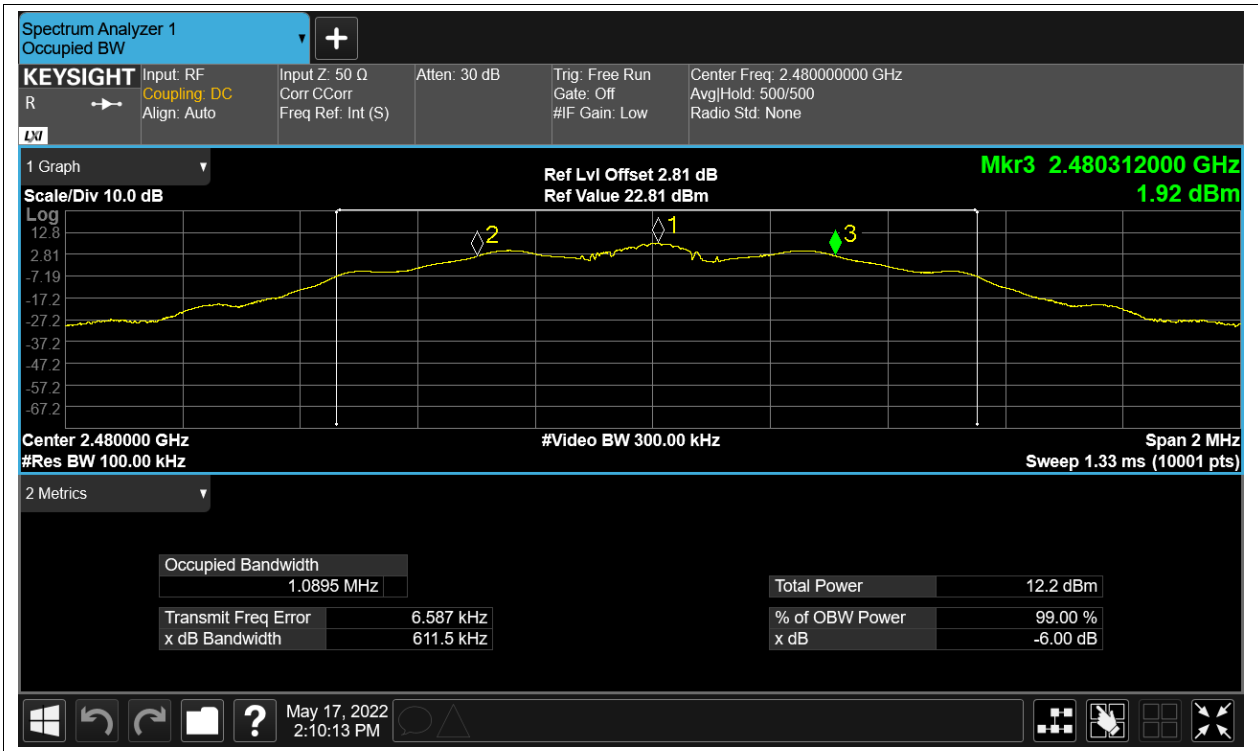 Spectrum Analyzer 1
Occupied BW
KEYSIGHT
R
LXI
Input: RF
Coupling: DC
Align: Auto
Input Z: 50 Ω
Corr CCorr
Freq Ref: Int (S)
Atten: 30 dB
Trig: Free Run
Gate: Off
#IF Gain: Low
Center Freq: 2.480000000 GHz
Avg|Hold: 500/500
Radio Std: None
1 Graph
Scale/Div 10.0 dB
Ref Lvl Offset 2.81 dB
Ref Value 22.81 dBm
Mkr3 2.480312000 GHz
1.92 dBm
Log
12.8
2.81
-7.19
-17.2
-27.2
-37.2
-47.2
-57.2
-67.2
2
1
3
Center 2.480000 GHz
#Video BW 300.00 kHz
Span 2 MHz
#Res BW 100.00 kHz
Sweep 1.33 ms (10001 pts)
2 Metrics
Occupied Bandwidth
1.0895 MHz
Transmit Freq Error 6.587 kHz
x dB Bandwidth 611.5 kHz
Total Power 12.2 dBm
% of OBW Power 99.00 %
x dB -6.00 dB
?
May 17, 2022
2:10:13 PM